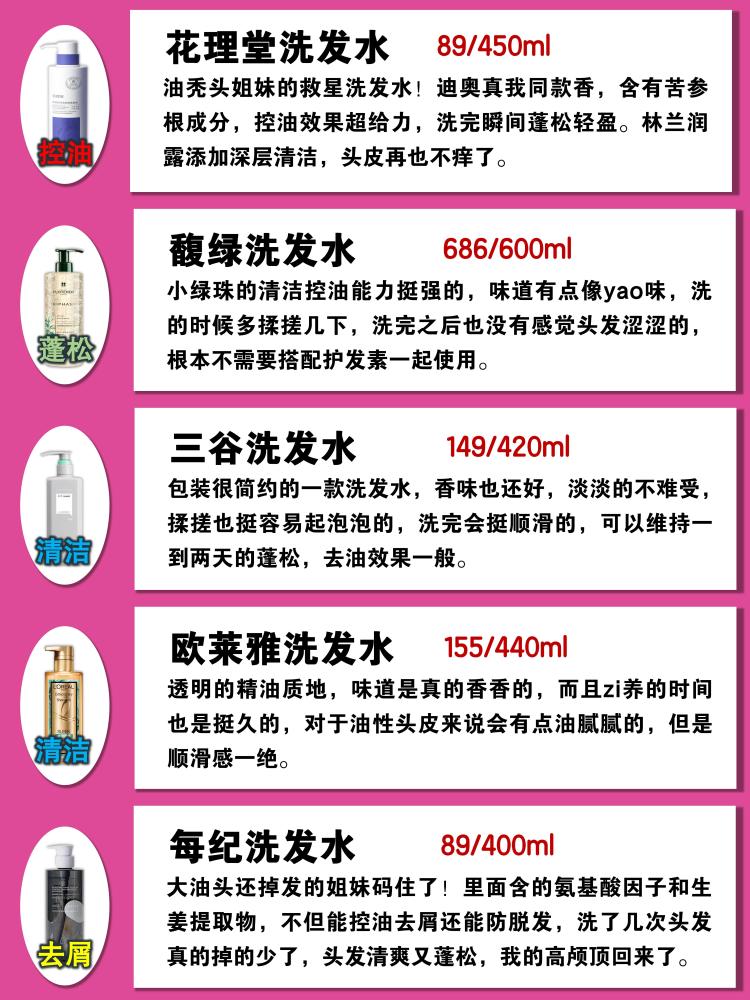 控油
花理堂洗发水 89/450ml
油秃头姐妹的救星洗发水！迪奥真我同款香，含有苦参
根成分，控油效果超给力，洗完瞬间蓬松轻盈。林兰润
露添加深层清洁，头皮再也不痒了。
蓬松
馥绿洗发水 686/600ml
小绿珠的清洁控油能力挺强的，味道有点像yao味，洗
的时候多揉搓几下，洗完之后也没有感觉头发涩涩的，
根本不需要搭配护发素一起使用。
清洁
三谷洗发水 149/420ml
包装很简约的一款洗发水，香味也还好，淡淡的不难受，
揉搓也挺容易起泡泡的，洗完会挺顺滑的，可以维持一
到两天的蓬松，去油效果一般。
L'OREAL
清洁
欧莱雅洗发水 155/440ml
透明的精油质地，味道是真的香香的，而且zi养的时间
也是挺久的，对于油性头皮来说会有点油腻腻的，但是
顺滑感一绝。
去屑
每纪洗发水 89/400ml
大油头还掉发的姐妹码住了！里面含的氨基酸因子和生
姜提取物，不但能控油去屑还能防脱发，洗了几次头发
真的掉的少了，头发清爽又蓬松，我的高颅顶回来了。